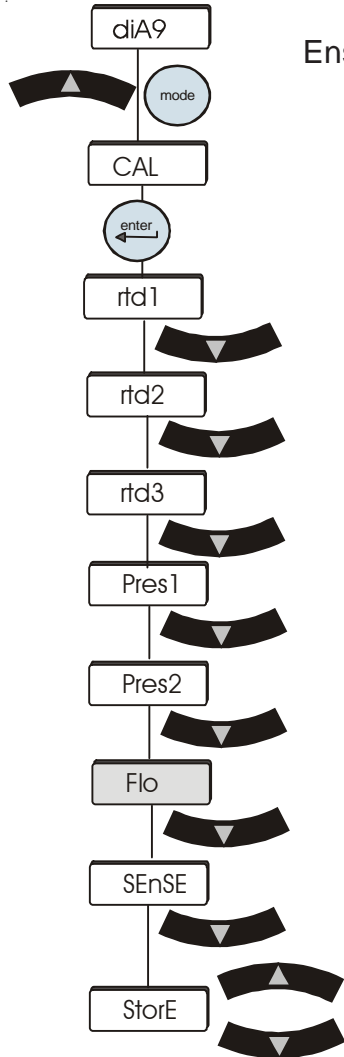 diA9
Ens
mode
CAL
enter
rtd1
rtd2
rtd3
Pres1
Pres2
Flo
SEnSE
StorE